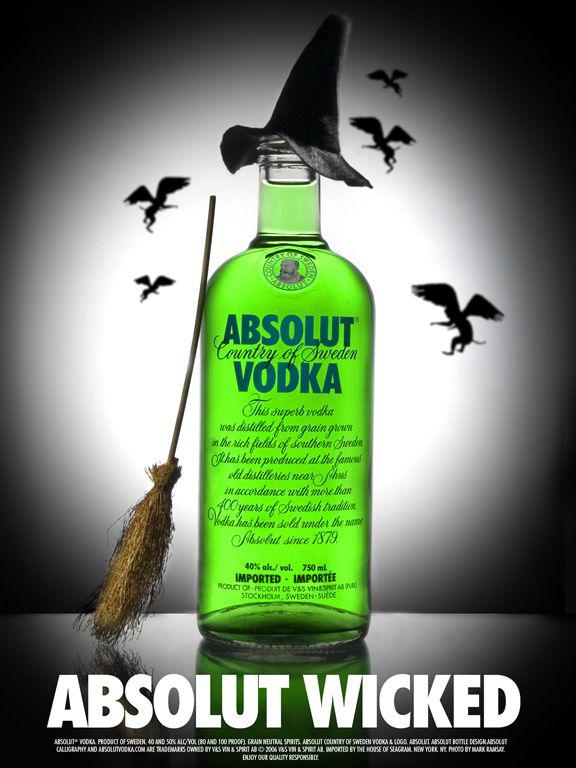 COUNTRY OF SWEDEN
ABSOLUT
ABSOLUT®
Country of Sweden
VODKA
This superb vodka
was distilled from grain grown
in the rich fields of southern Sweden.
It has been produced at the famous
old distilleries near Åhus
in accordance with more than
400 years of Swedish tradition.
Vodka has been sold under the name
Absolut since 1879.
40% alc./vol. 750 ml.
IMPORTED · IMPORTÉE
PRODUCT OF · PRODUIT DE V&S VIN&SPRIT AB (PUBL)
STOCKHOLM, SWEDEN · SUÈDE
ABSOLUT WICKED
ABSOLUT® VODKA. PRODUCT OF SWEDEN. 40 AND 50% ALC/VOL (80 AND 100 PROOF). GRAIN NEUTRAL SPIRITS. ABSOLUT COUNTRY OF SWEDEN VODKA & LOGO, ABSOLUT, ABSOLUT BOTTLE DESIGN,ABSOLUT
CALLIGRAPHY AND ABSOLUTVODKA.COM ARE TRADEMARKS OWNED BY V&S VIN & SPIRIT AB © 2006 V&S VIN & SPIRIT AB. IMPORTED BY THE HOUSE OF SEAGRAM. NEW YORK. NY. PHOTO BY MARK RAMSAY.
ENJOY OUR QUALITY RESPONSIBLY.